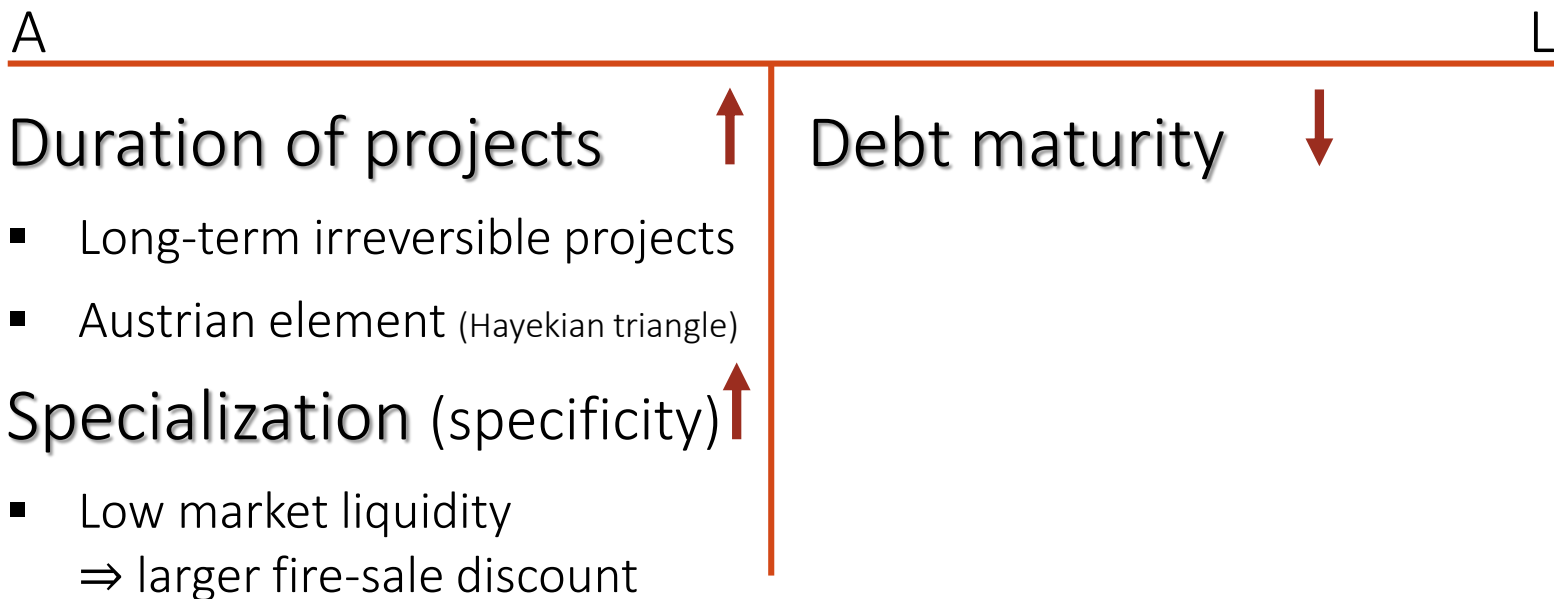 A
L
Duration of projects
Debt maturity
▪ Long-term irreversible projects
▪ Austrian element (Hayekian triangle)
Specialization (specificity)
▪ Low market liquidity
⇒ larger fire-sale discount